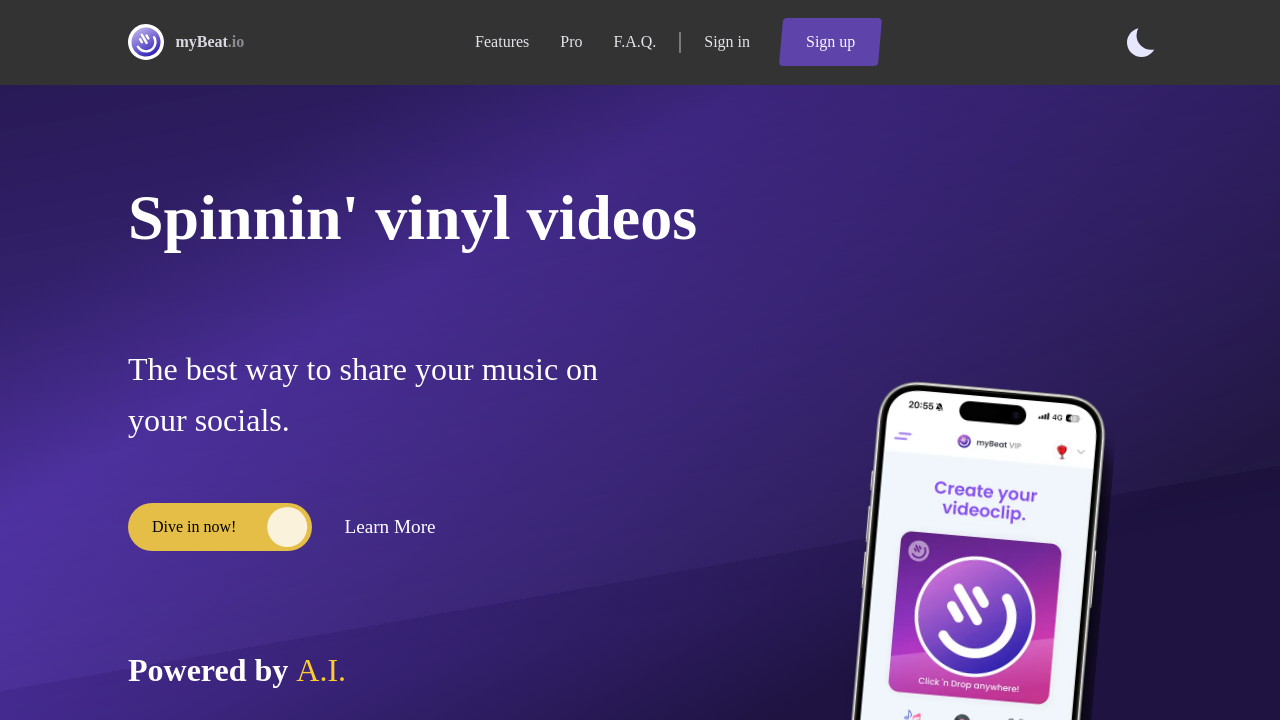 myBeat.io
Features
Pro
F.A.Q.
Sign in
Sign up
Spinnin' vinyl videos
The best way to share your music on
your socials.
Dive in now!
Learn More
Powered by A.I.
20:55
4G
myBeat VIP
Create your
videoclip.
Click 'n Drop anywhere!